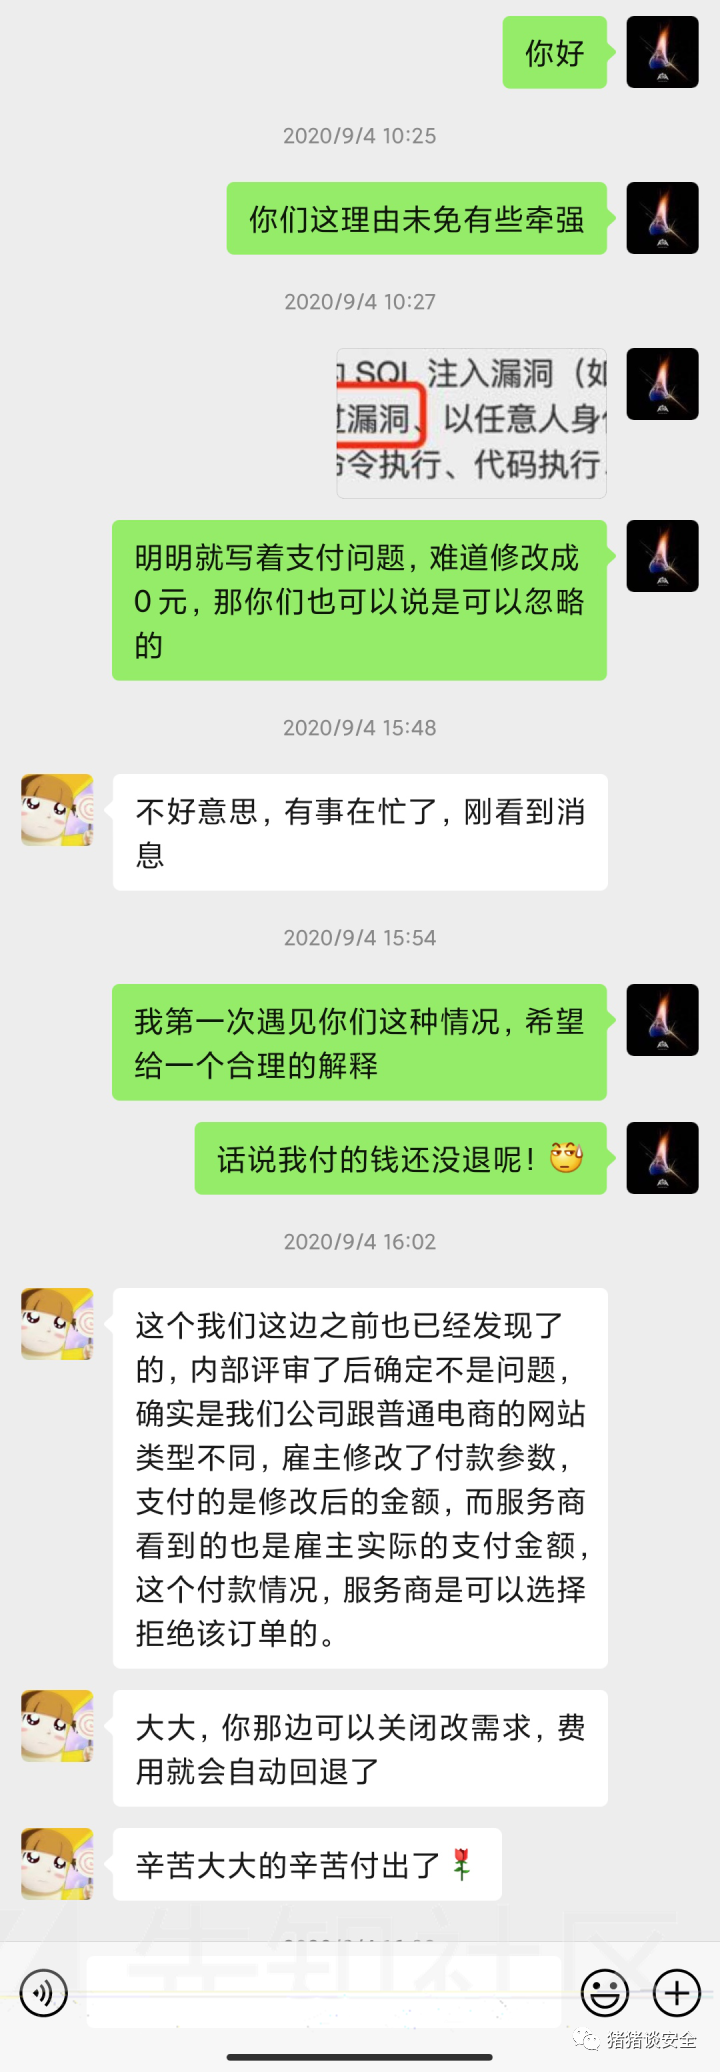 你好
2020/9/4 10:25
你们这理由未免有些牵强
2020/9/4 10:27
SQL 注入漏洞（如
过漏洞、以任意人身份
命令执行、代码执行、
明明就写着支付问题，难道修改成
0元，那你们也可以说是可以忽略
的
2020/9/4 15:48
不好意思，有事在忙了，刚看到消
息
2020/9/4 15:54
我第一次遇见你们这种情况，希望
给一个合理的解释
话说我付的钱还没退呢！
2020/9/4 16:02
这个我们这边之前也已经发现了
的，内部评审了后确定不是问题，
确实是我们公司跟普通电商的网站
类型不同，雇主修改了付款参数，
支付的是修改后的金额，而服务商
看到的也是雇主实际的支付金额，
这个付款情况，服务商是可以选择
拒绝该订单的。
大大，你那边可以关闭改需求，费
用就会自动回退了
辛苦大大的辛苦付出了
先知社区
猪猪谈安全